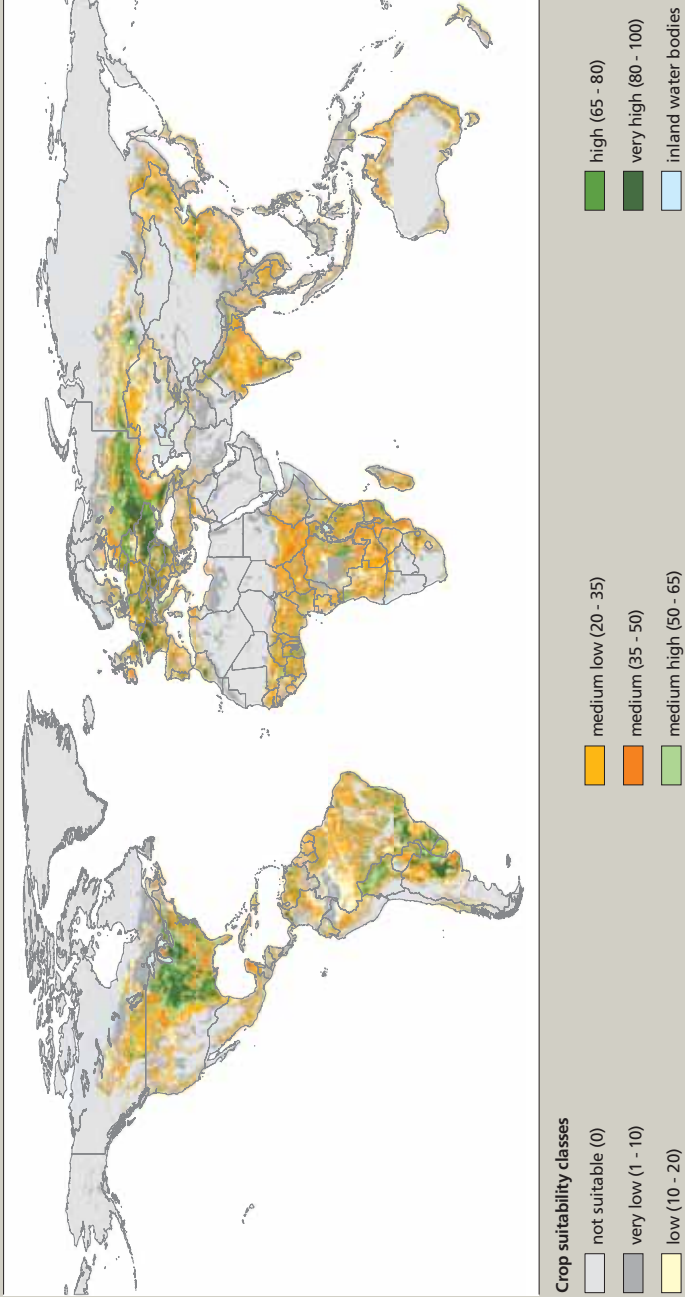 Crop suitability classes
not suitable (0)
very low (1 - 10)
low (10 - 20)
medium low (20 - 35)
medium (35 - 50)
medium high (50 - 65)
high (65 - 80)
very high (80 - 100)
inland water bodies